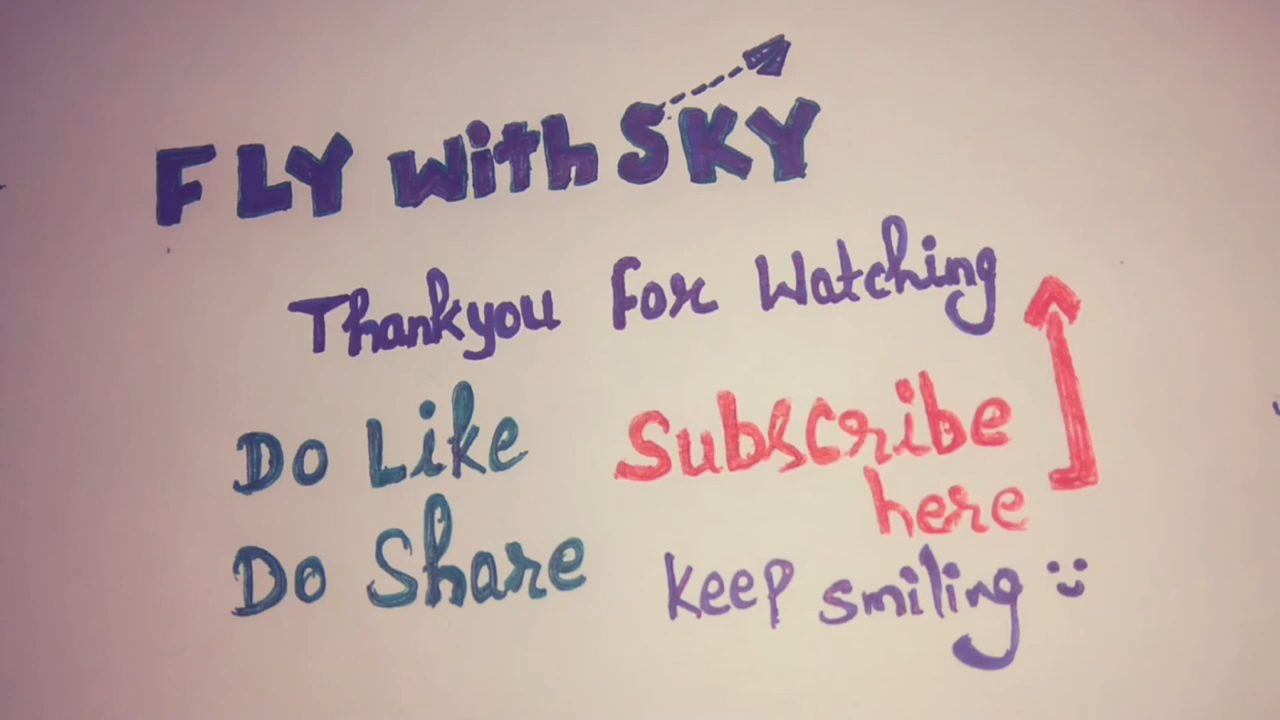 FLY with SKY
Thankyou For Watching
Do Like
Subscribe
here
Do Share
Keep smiling